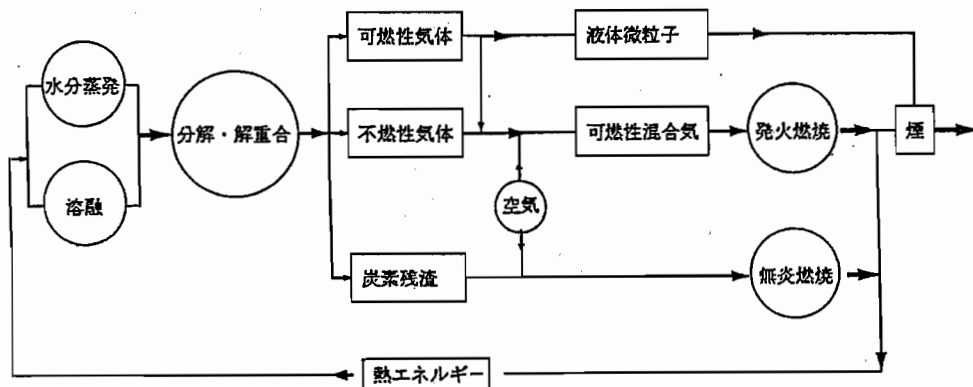 可燃性気体
液体微粒子
水分蒸発
分解・解重合
不燃性気体
可燃性混合気
発火燃焼
煙
溶融
空気
炭素残渣
無炎燃焼
熱エネルギー